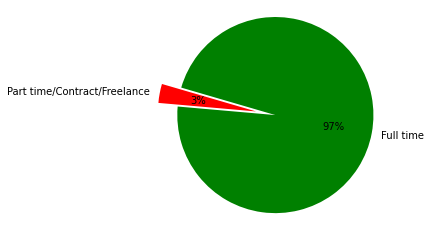 Part time/Contract/Freelance
3%
97%
Full time